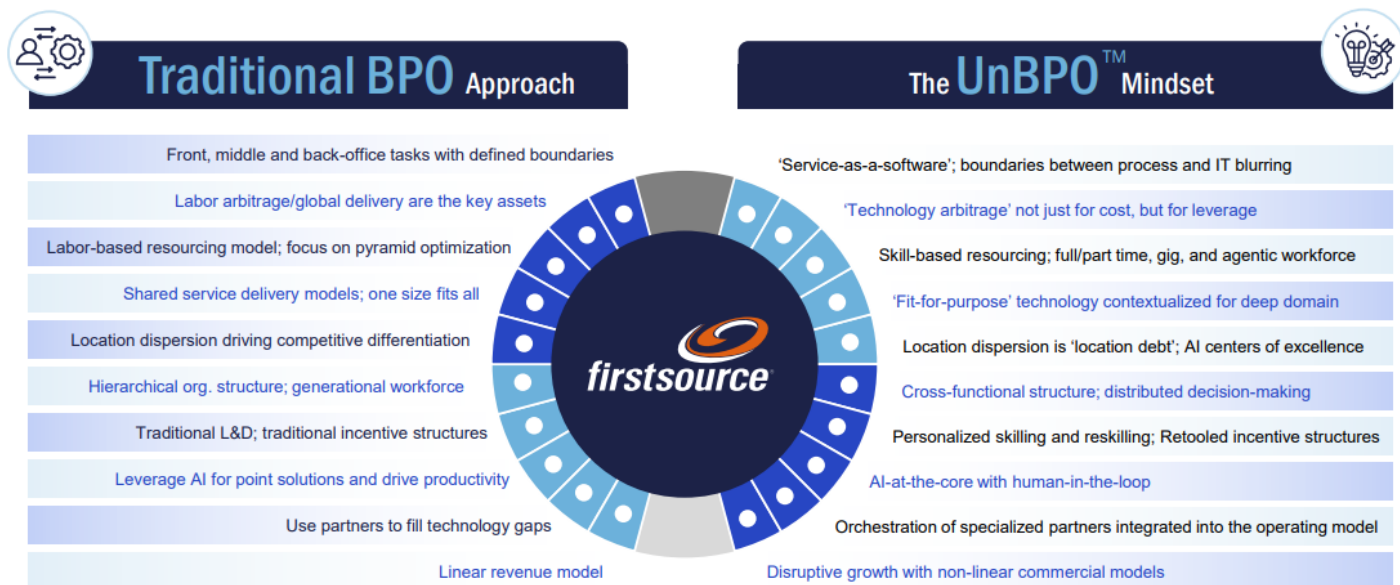 Traditional BPO Approach
Front, middle and back-office tasks with defined boundaries
Labor arbitrage/global delivery are the key assets
Labor-based resourcing model; focus on pyramid optimization
Shared service delivery models; one size fits all
Location dispersion driving competitive differentiation
Hierarchical org. structure; generational workforce
Traditional L&D; traditional incentive structures
Leverage AI for point solutions and drive productivity
Use partners to fill technology gaps
Linear revenue model
firstsource
The UnBPO™ Mindset
‘Service-as-a-software’; boundaries between process and IT blurring
‘Technology arbitrage’ not just for cost, but for leverage
Skill-based resourcing; full/part time, gig, and agentic workforce
‘Fit-for-purpose’ technology contextualized for deep domain
Location dispersion is ‘location debt’; AI centers of excellence
Cross-functional structure; distributed decision-making
Personalized skilling and reskilling; Retooled incentive structures
AI-at-the-core with human-in-the-loop
Orchestration of specialized partners integrated into the operating model
Disruptive growth with non-linear commercial models